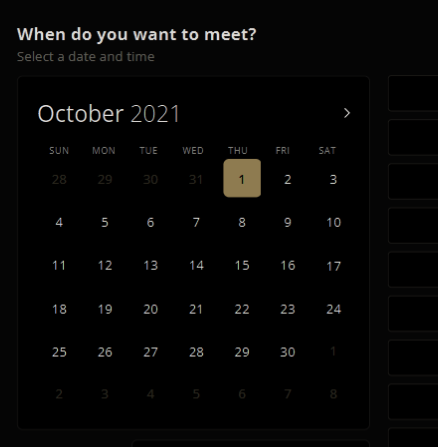 When do you want to meet?
Select a date and time
October 2021
SUN MON TUE WED THU FRI SAT
28 29 30 31 1 2 3
4 5 6 7 8 9 10
11 12 13 14 15 16 17
18 19 20 21 22 23 24
25 26 27 28 29 30 1
2 3 4 5 6 7 8